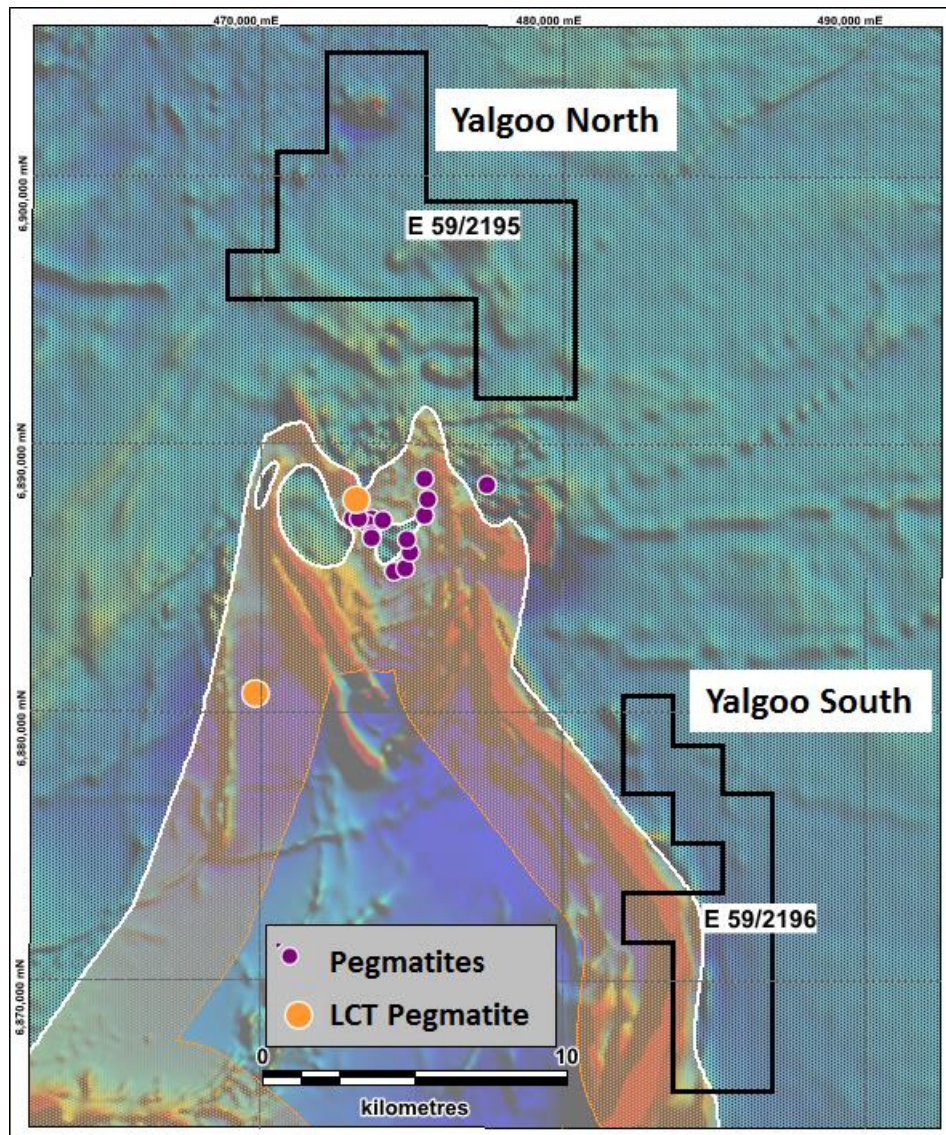 470,000 mE
480,000 mE
490,000 mE
Yalgoo North
6,900,000 mN
E 59/2195
6,890,000 mN
Yalgoo South
6,880,000 mN
E 59/2196
Pegmatites
LCT Pegmatite
6,870,000 mN
0
10
kilometres